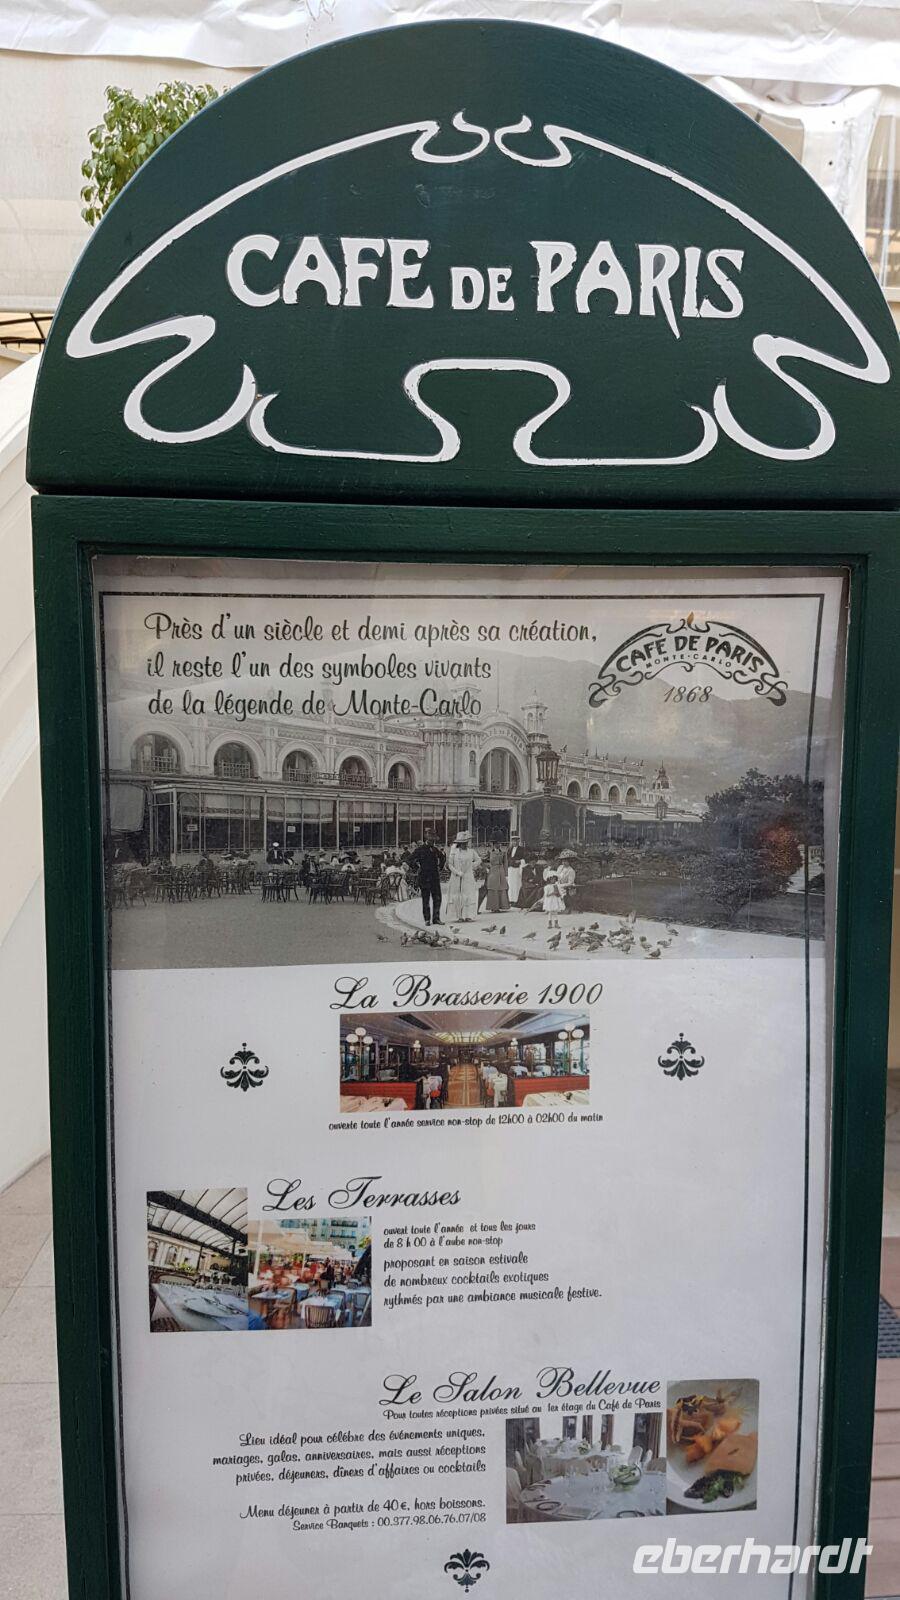 CAFE DE PARIS
Près d'un siècle et demi après sa création,
il reste l'un des symboles vivants
de la légende de Monte-Carlo
CAFE DE PARIS
MONTE-CARLO
1868
CAFE DE PARIS
La Brasserie 1900
ouverte toute l'année service non-stop de 12h00 à 02h00 du matin
Les Terrasses
ouvert toute l'année et tous les jours
de 8 h 00 à l'aube non-stop
proposant en saison estivale
de nombreux cocktails exotiques
rythmés par une ambiance musicale festive.
Le Salon Bellevue
Pour toutes réceptions privées situé au 1er étage du Café de Paris
Lieu idéal pour célébre des événements uniques,
mariages, galas, anniversaires, mais aussi réceptions
privées, déjeuners, dîners d'affaires ou cocktails
Menu déjeuner à partir de 40 €, hors boissons.
Service Banquets : 00.377.98.06.76.07/08
eberhardt